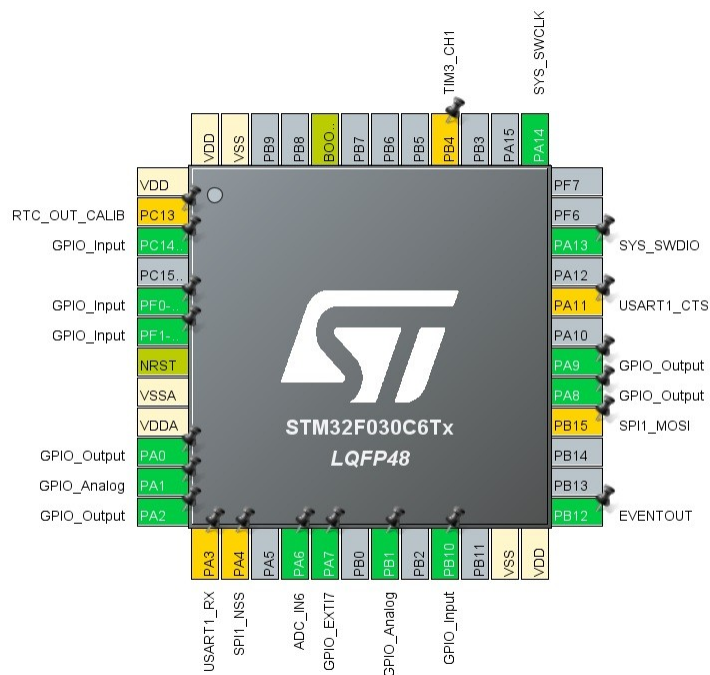 TIM3_CH1
SYS_SWCLK
VDD
VSS
PB9
PB8
BOO..
PB7
PB6
PB5
PB4
PB3
PA15
PA14
VDD
RTC_OUT_CALIB PC13
GPIO_Input PC14..
PC15..
GPIO_Input PF0-..
GPIO_Input PF1-..
NRST
VSSA
VDDA
GPIO_Output PA0
GPIO_Analog PA1
GPIO_Output PA2
ST
STM32F030C6Tx
LQFP48
PF7
PF6
PA13 SYS_SWDIO
PA12
PA11 USART1_CTS
PA10
PA9 GPIO_Output
PA8 GPIO_Output
PB15 SPI1_MOSI
PB14
PB13
PB12 EVENTOUT
PA3
PA4
PA5
PA6
PA7
PB0
PB1
PB2
PB10
PB11
VSS
VDD
USART1_RX
SPI1_NSS
ADC_IN6
GPIO_EXTI7
GPIO_Analog
GPIO_Input